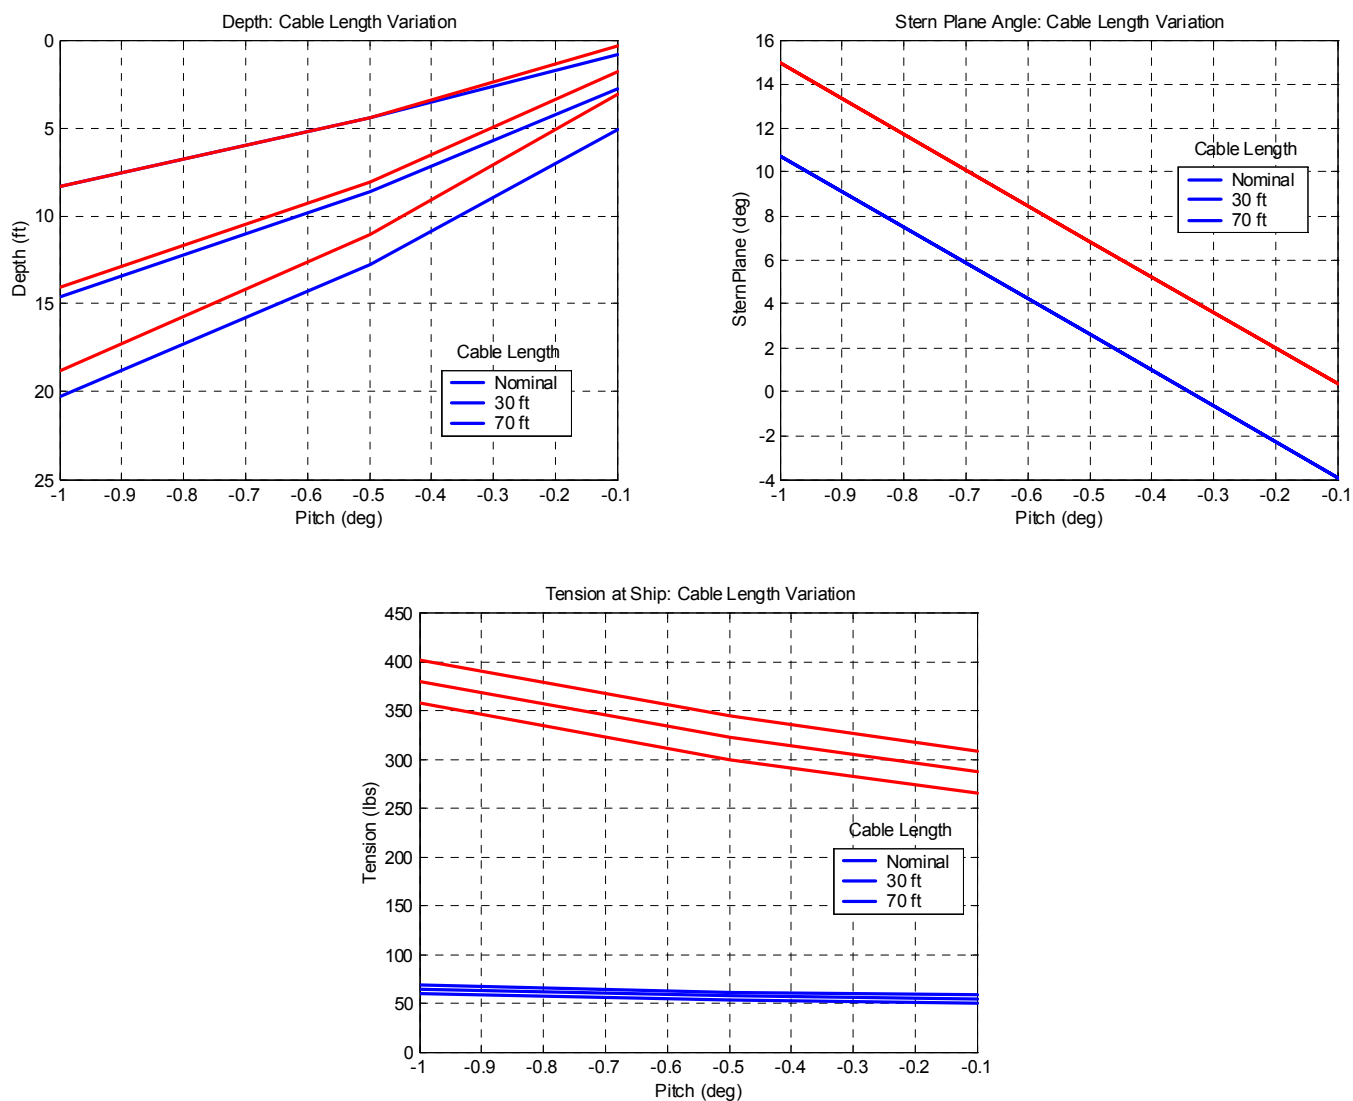 Depth: Cable Length Variation
0
5
10
15
20
25
Depth (ft)
-1 -0.9 -0.8 -0.7 -0.6 -0.5 -0.4 -0.3 -0.2 -0.1
Pitch (deg)
Cable Length
Nominal
30 ft
70 ft
Stern Plane Angle: Cable Length Variation
16
14
12
10
8
6
4
2
0
-2
-4
Stern Plane (deg)
-1 -0.9 -0.8 -0.7 -0.6 -0.5 -0.4 -0.3 -0.2 -0.1
Pitch (deg)
Cable Length
Nominal
30 ft
70 ft
Tension at Ship: Cable Length Variation
450
400
350
300
250
200
150
100
50
0
Tension (lbs)
-1 -0.9 -0.8 -0.7 -0.6 -0.5 -0.4 -0.3 -0.2 -0.1
Pitch (deg)
Cable Length
Nominal
30 ft
70 ft